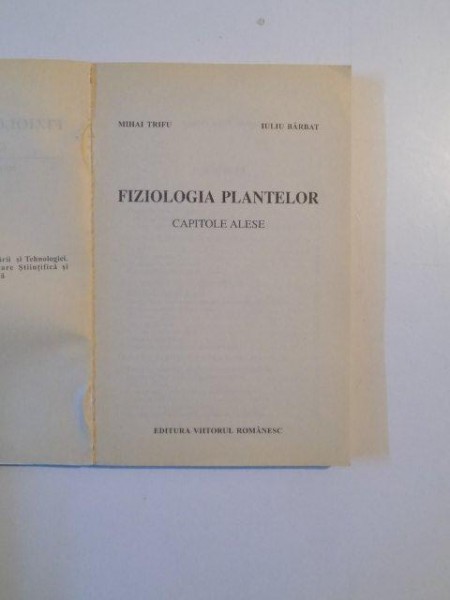 ării și Tehnologiei.
ure Științifică și
ă
MIHAI TRIFU IULIU BĂRBAT
FIZIOLOGIA PLANTELOR
CAPITOLE ALESE
EDITURA VIITORUL ROMÂNESC